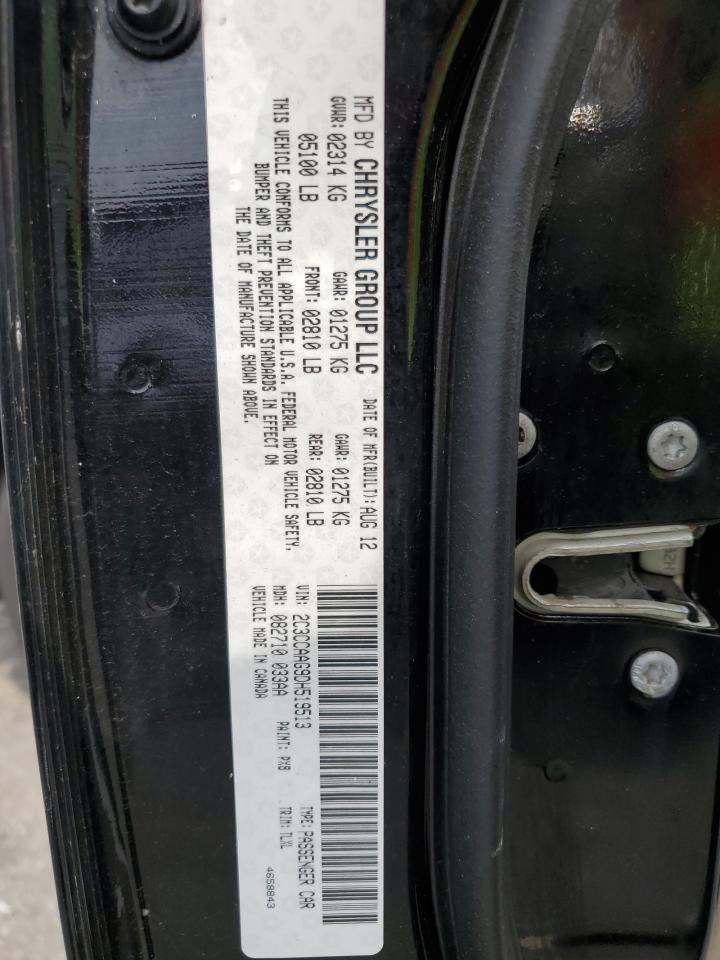 MFD BY CHRYSLER GROUP LLC DATE OF MFR(BUILT): AUG 12
GVWR: 02314 KG GAWR: 01275 KG GAWR: 01275 KG
05100 LB FRONT: 02810 LB REAR: 02810 LB
THIS VEHICLE CONFORMS TO ALL APPLICABLE U.S.A. FEDERAL MOTOR VEHICLE SAFETY,
BUMPER AND THEFT PREVENTION STANDARDS IN EFFECT ON
THE DATE OF MANUFACTURE SHOWN ABOVE.
VIN: 2C3CCAAG9DH519513 TYPE: PASSENGER CAR
MDH: 082710 033AA PAINT: PX8 TRIM: TLXL
VEHICLE MADE IN CANADA 4658843